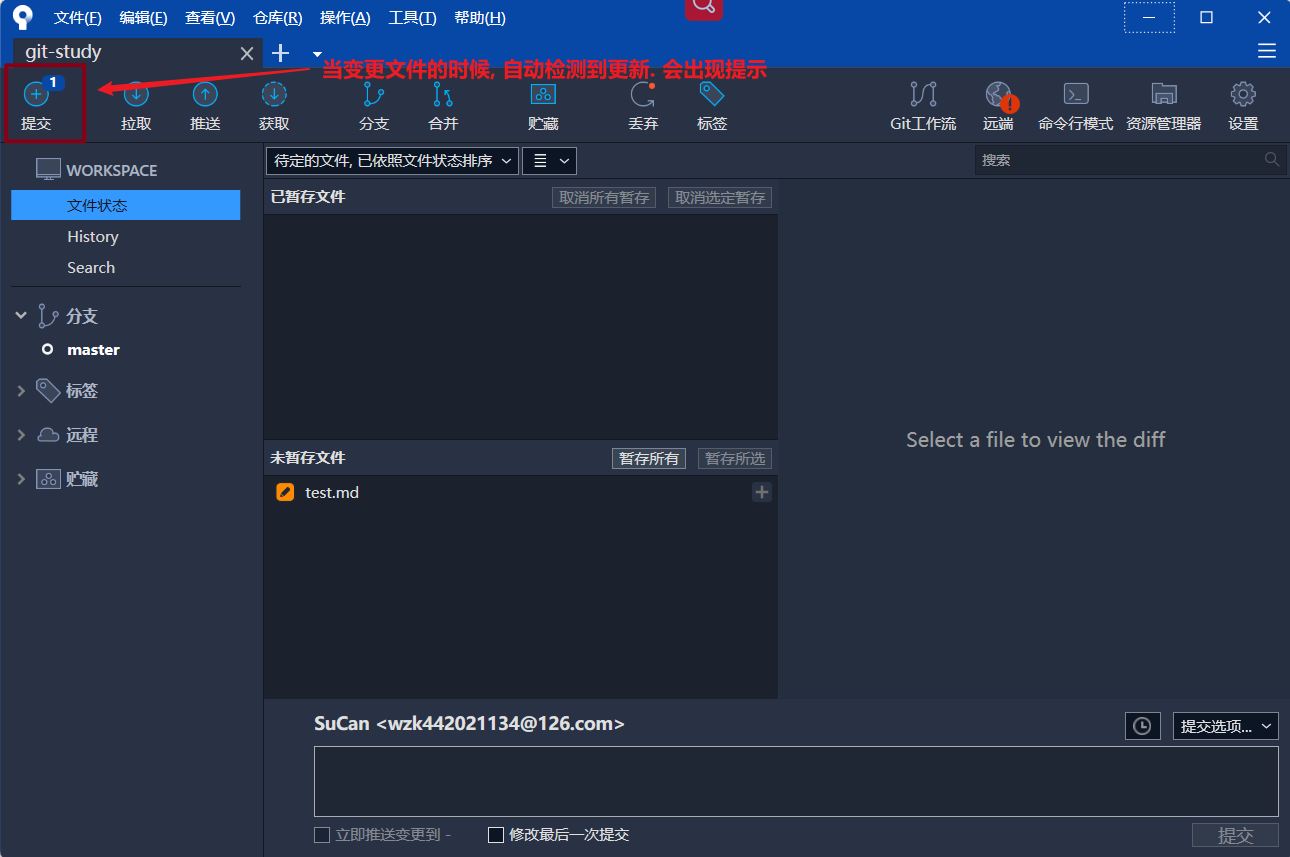 文件(F) 编辑(E) 查看(V) 仓库(R) 操作(A) 工具(T) 帮助(H)
git-study
当变更文件的时候, 自动检测到更新. 会出现提示
1
提交 拉取 推送 获取 分支 合并 贮藏 丢弃 标签 Git工作流 远端 命令行模式 资源管理器 设置
WORKSPACE
文件状态
History
Search
分支
master
标签
远程
贮藏
待定的文件, 已依照文件状态排序
搜索
已暂存文件 取消所有暂存 取消选定暂存
未暂存文件 暂存所有 暂存所选
test.md
Select a file to view the diff
SuCan <wzk442021134@126.com>
提交选项...
立即推送变更到 - 修改最后一次提交
提交